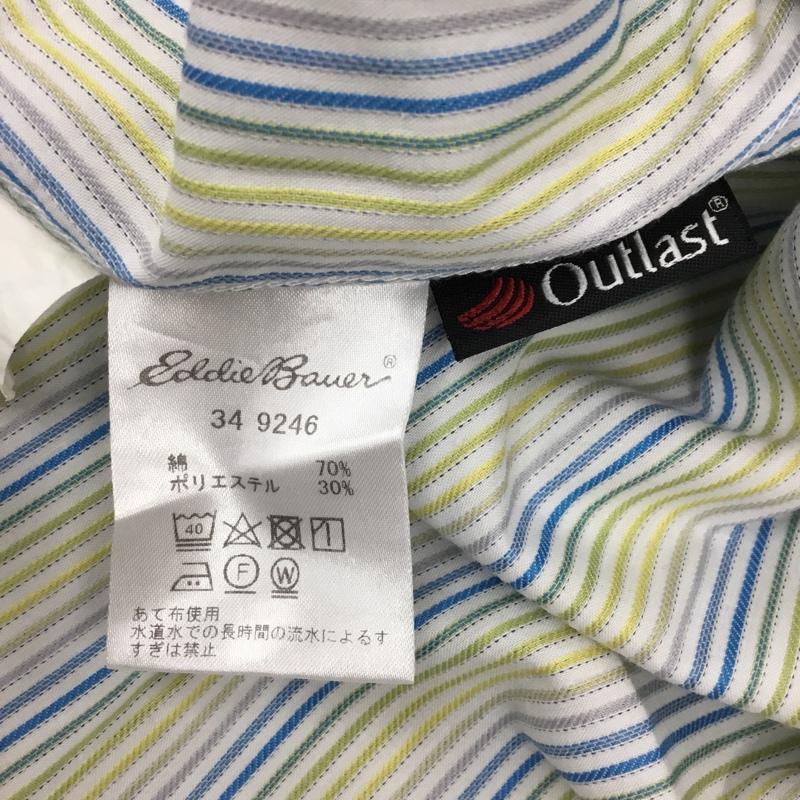 Outlast®
Eddie Bauer®
34 9246
綿 70%
ポリエステル 30%
40
F
W
あて布使用
水道水での長時間の流水によるす
すぎは禁止